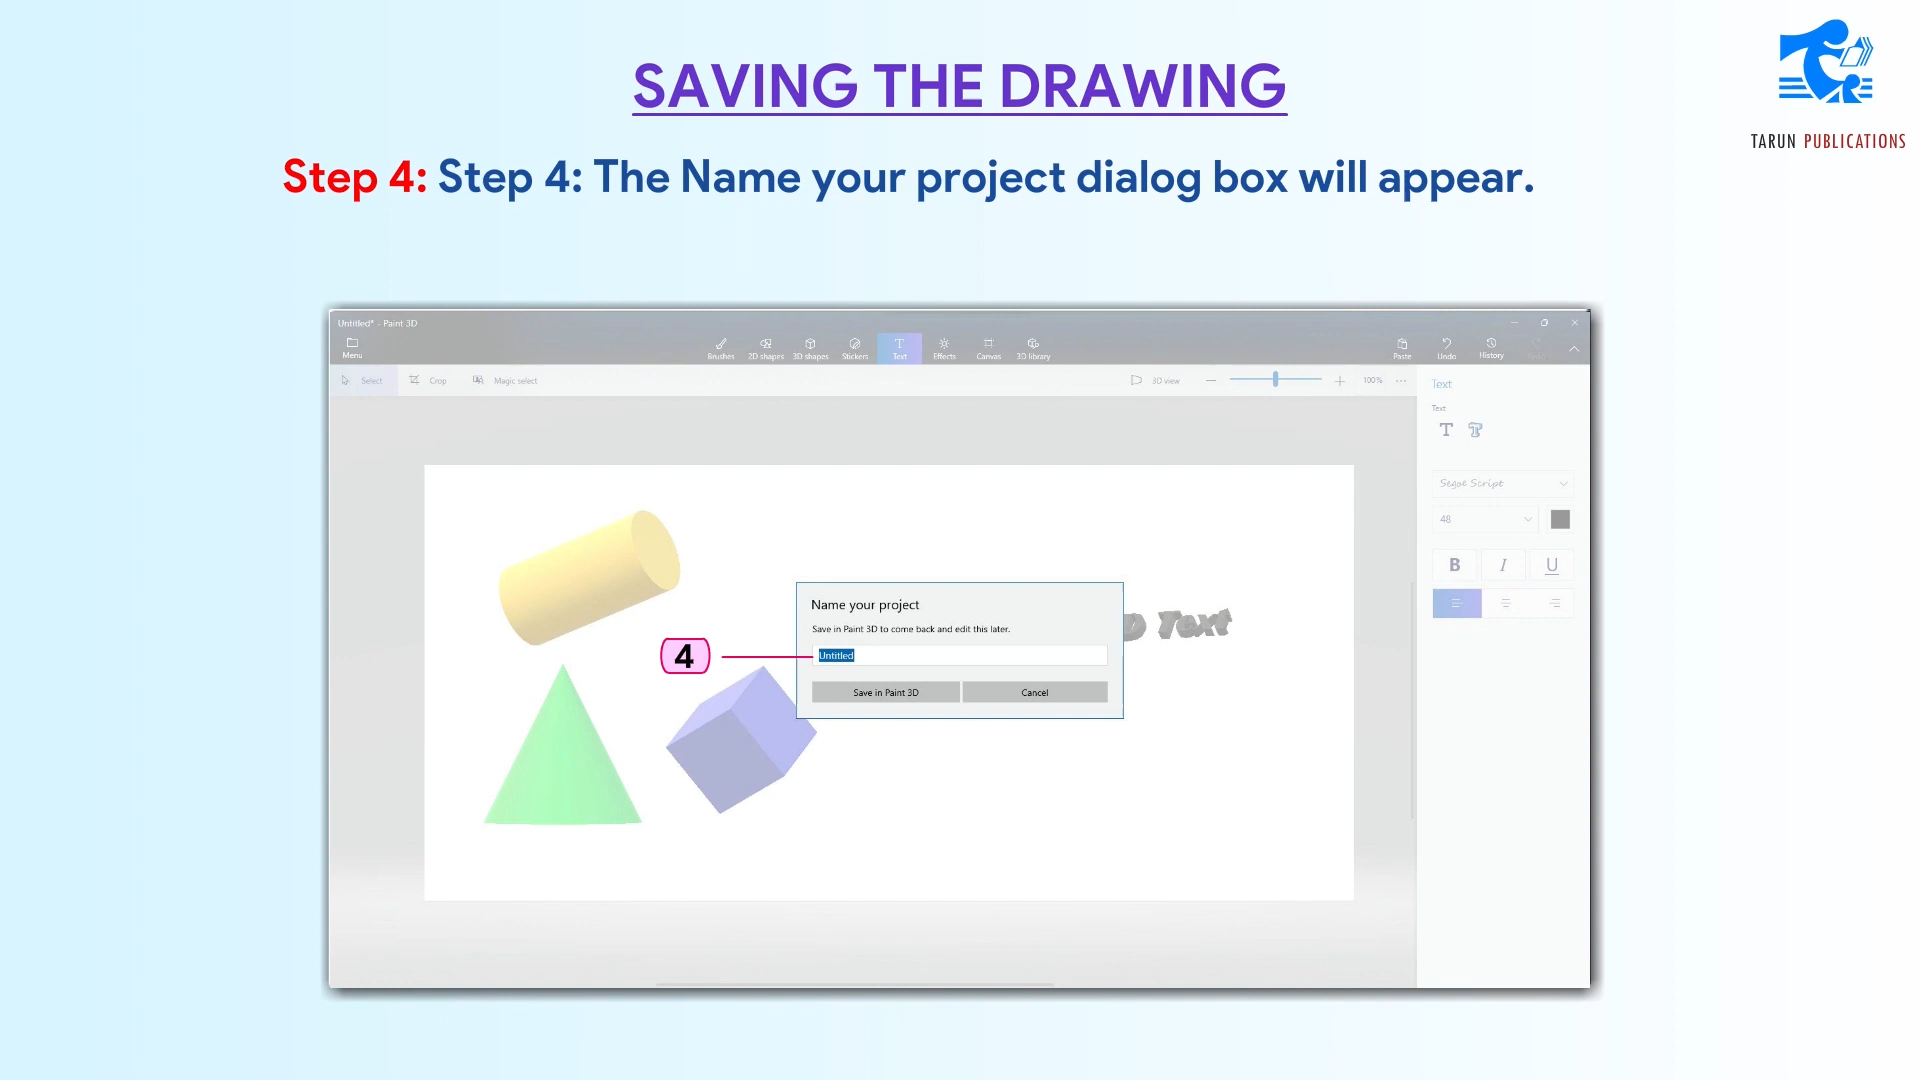 SAVING THE DRAWING
TARUN PUBLICATIONS
Step 4: Step 4: The Name your project dialog box will appear.
Untitled* - Paint 3D
Menu
Brushes 2D shapes 3D shapes Stickers Text Effects Canvas 3D library Paste Undo History
Select Crop Magic select 3D view 100% ...
Text
Text
T T
Segoe Script
48
B I U
Name your project
Save in Paint 3D to come back and edit this later.
4 Untitled
Save in Paint 3D Cancel
D Text